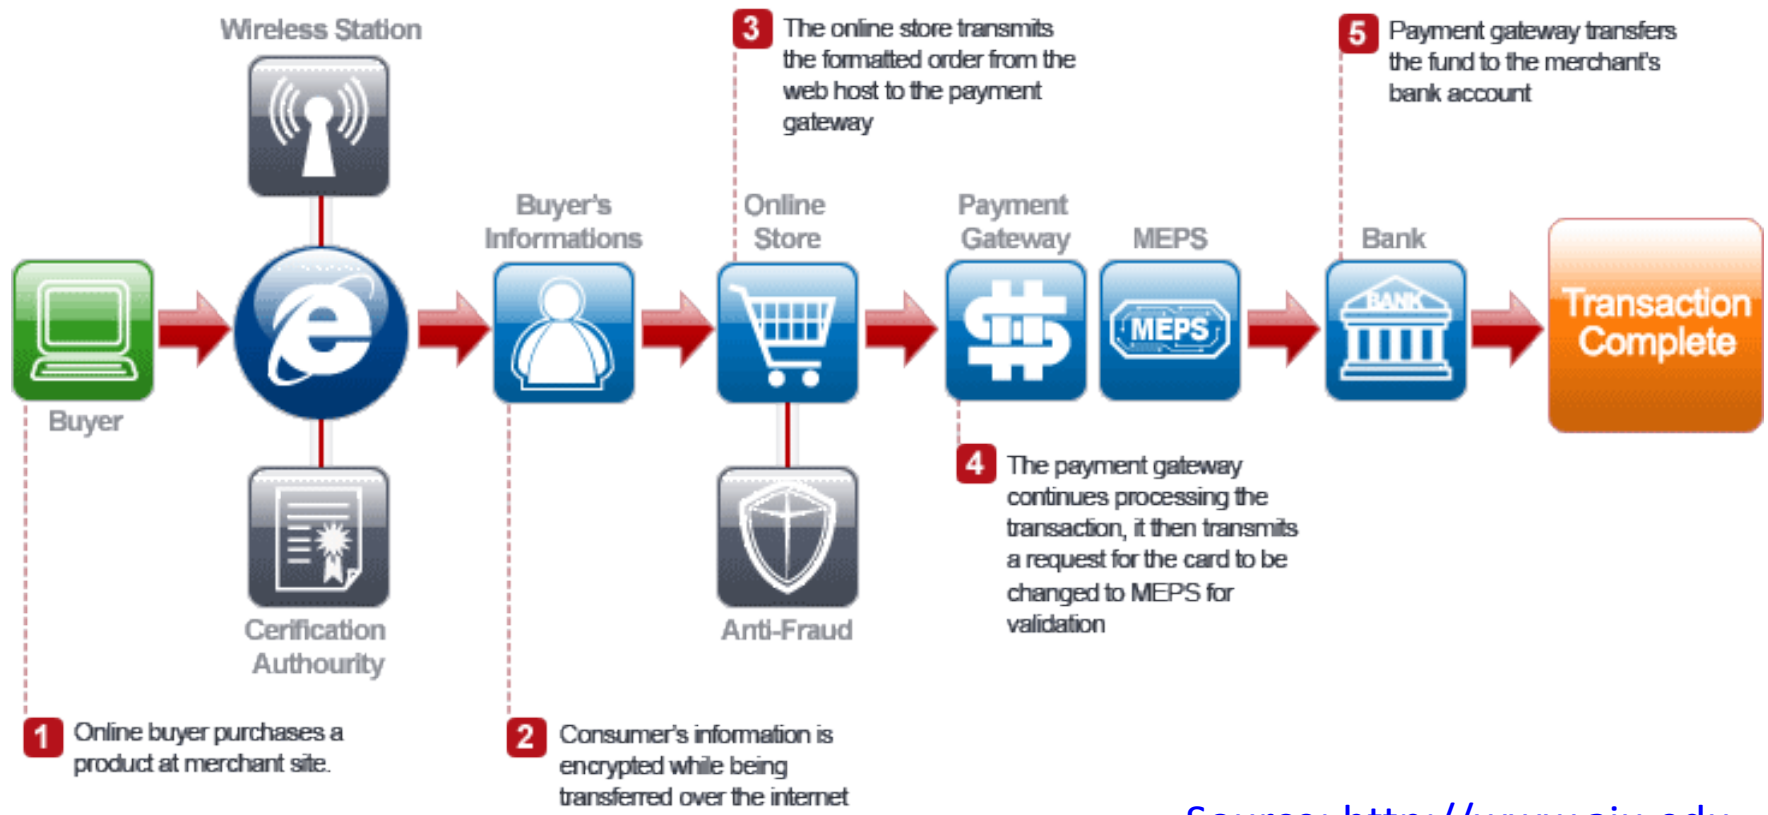 Wireless Station
3 The online store transmits
the formatted order from the
web host to the payment
gateway
5 Payment gateway transfers
the fund to the merchant's
bank account
Buyer's
Informations
Online
Store
Payment
Gateway
MEPS
Bank
BANK
MEPS
Transaction
Complete
Buyer
Cerification
Authourity
Anti-Fraud
4 The payment gateway
continues processing the
transaction, it then transmits
a request for the card to be
changed to MEPS for
validation
1 Online buyer purchases a
product at merchant site.
2 Consumer's information is
encrypted while being
transferred over the internet